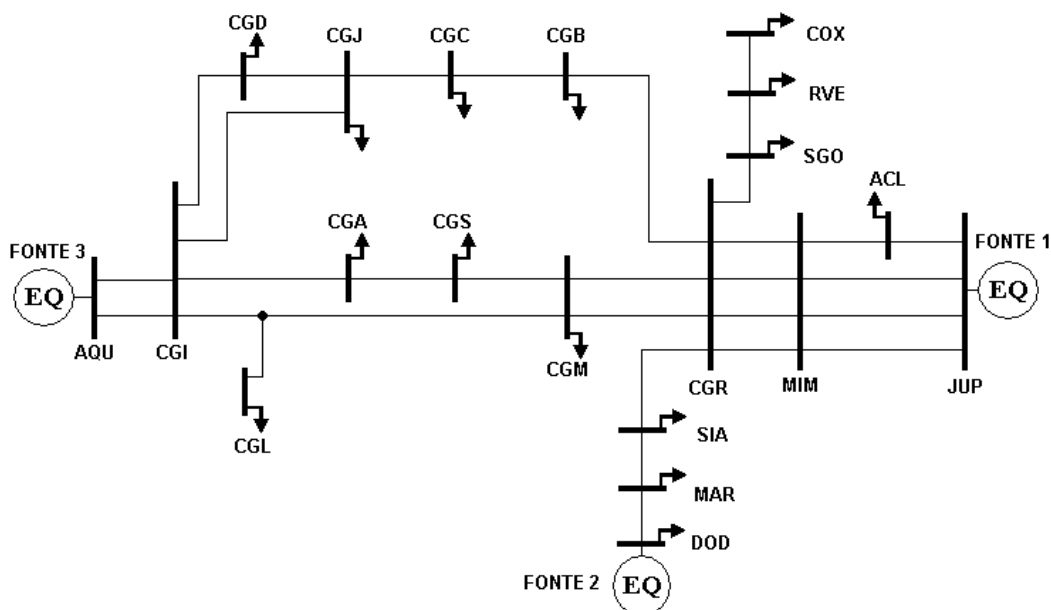 CGD
CGJ
CGC
CGB
COX
RVE
SGO
ACL
CGA
CGS
FONTE 3
EQ
FONTE 1
EQ
AQU
CGI
CGM
CGR
MIM
JUP
CGL
SIA
MAR
DOD
FONTE 2
EQ